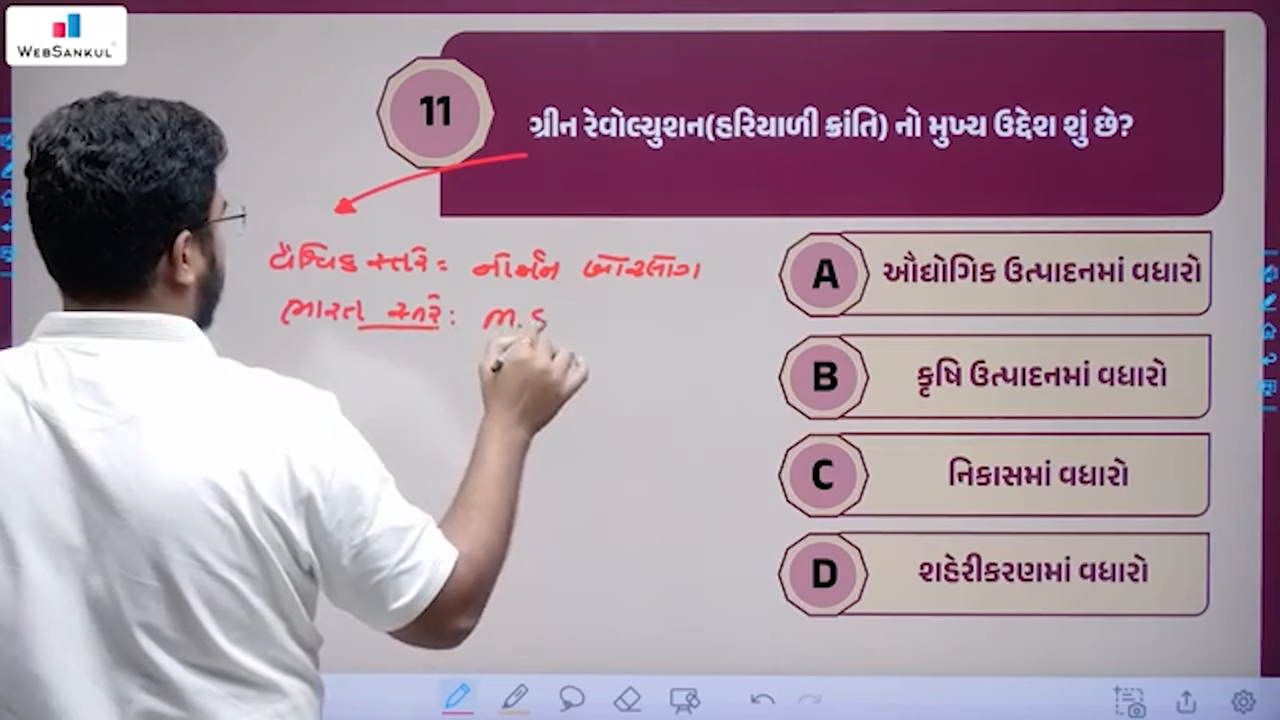 WEBSANKUL
11
ગ્રીન રેવોલ્યુશન(હરિયાળી ક્રાંતિ) નો મુખ્ય ઉદ્દેશ શું છે?
વૈશ્વિક સ્તરે: નોર્મન બોરલોગ
ભારત સ્તરે: M.S
A ઔદ્યોગિક ઉત્પાદનમાં વધારો
B કૃષિ ઉત્પાદનમાં વધારો
C નિકાસમાં વધારો
D શહેરીકરણમાં વધારો